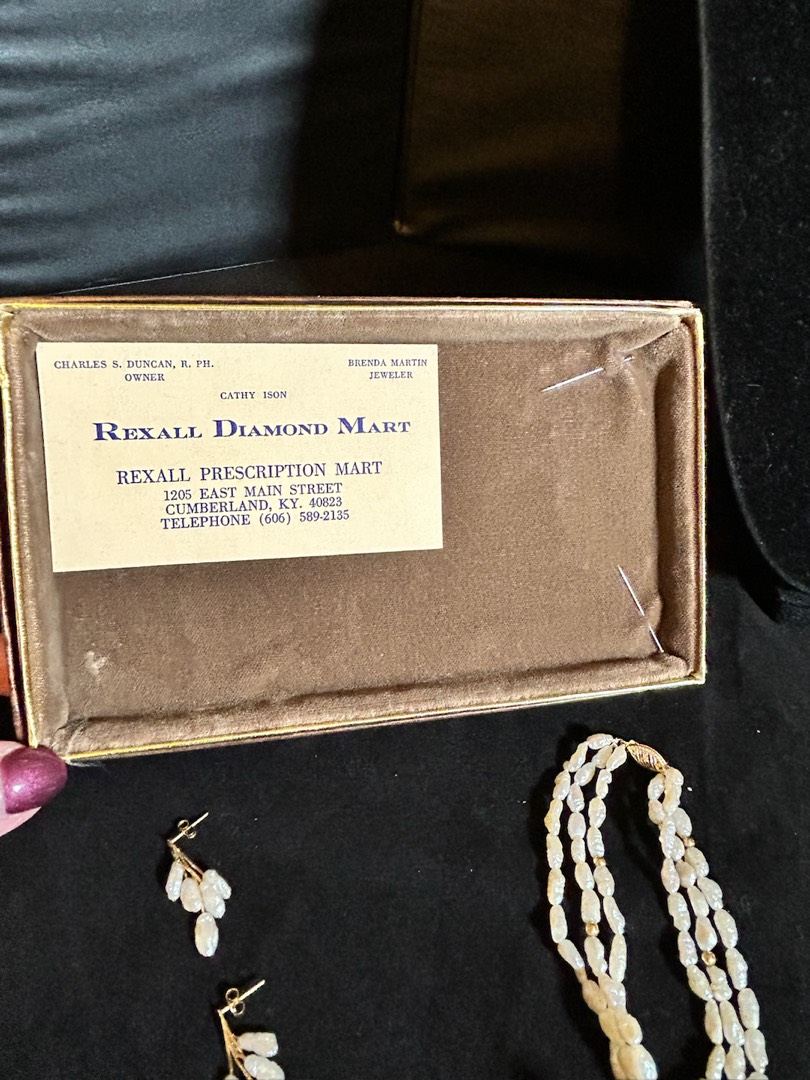 CHARLES S. DUNCAN, R. PH.
OWNER
BRENDA MARTIN
JEWELER
CATHY ISON
REXALL DIAMOND MART
REXALL PRESCRIPTION MART
1205 EAST MAIN STREET
CUMBERLAND, KY. 40823
TELEPHONE (606) 589-2135